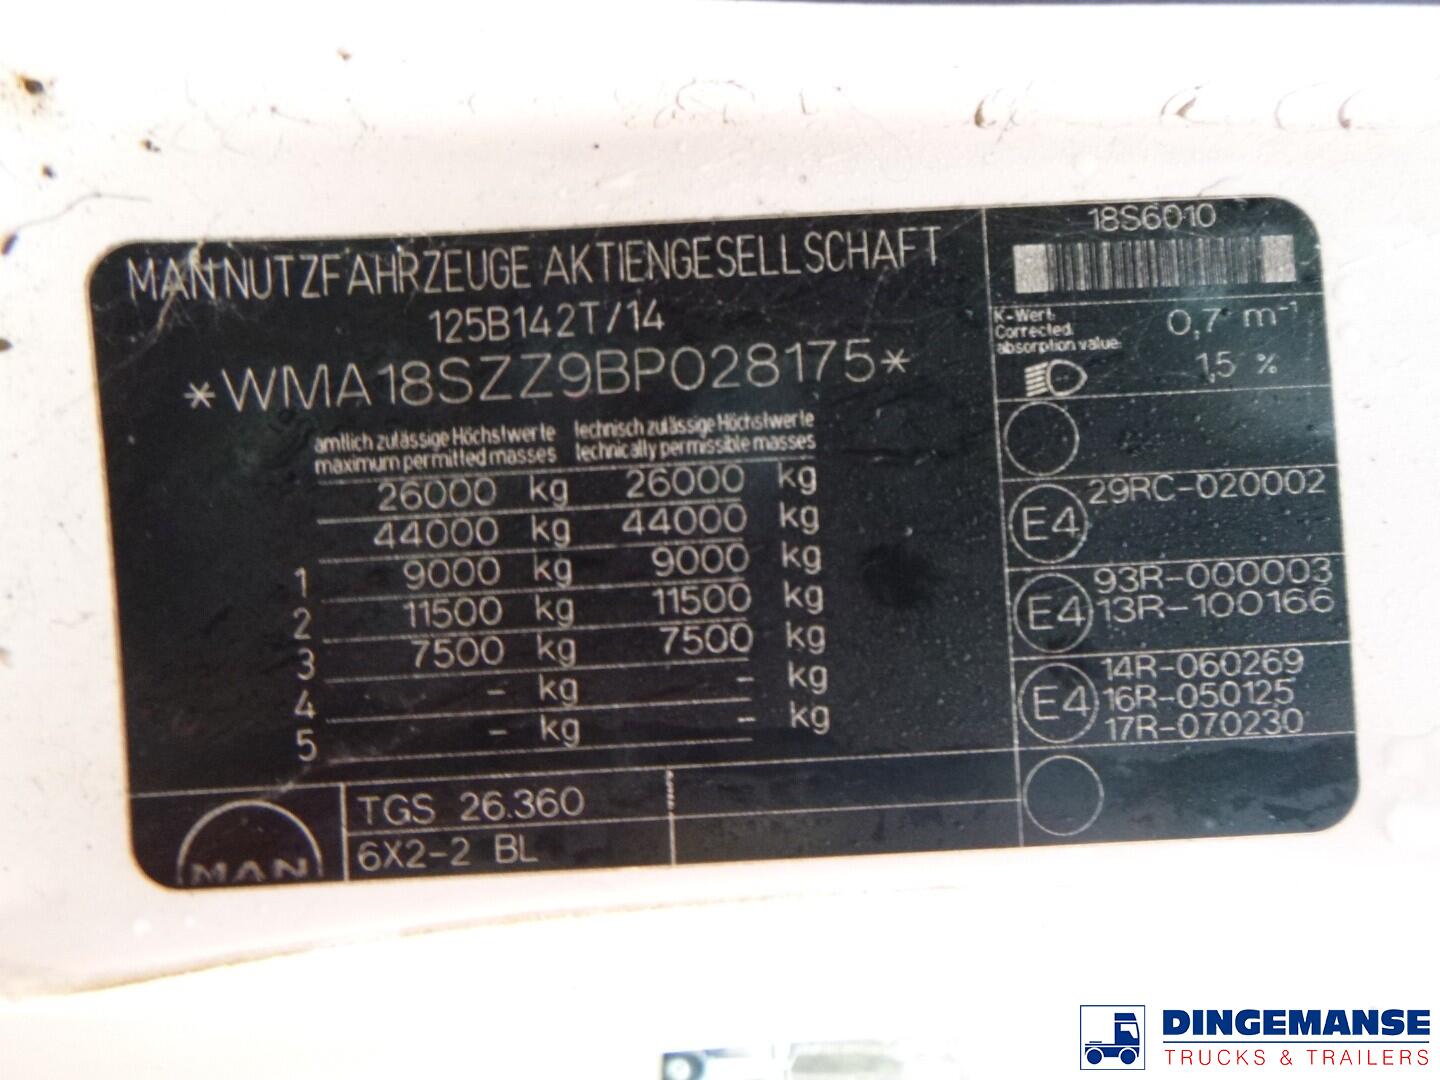 MAN NUTZFAHRZEUGE AKTIENGESELLSCHAFT
125B142T/14
*WMA18SZZ9BP028175*
amtlich zulässige Höchstwerte technisch zulässige Höchstwerte
maximum permitted masses technically permissible masses
26000 kg 26000 kg
44000 kg 44000 kg
1 9000 kg 9000 kg
2 11500 kg 11500 kg
3 7500 kg 7500 kg
4 - kg - kg
5 - kg - kg
MAN
TGS 26.360
6X2-2 BL
18S6010
K-Wert: 0,7 m-1
Corrected
absorption value:
1,5 %
E4 29RC-020002
E4 93R-000003
13R-100166
E4 14R-060269
16R-050125
17R-070230
DINGEMANSE
TRUCKS & TRAILERS